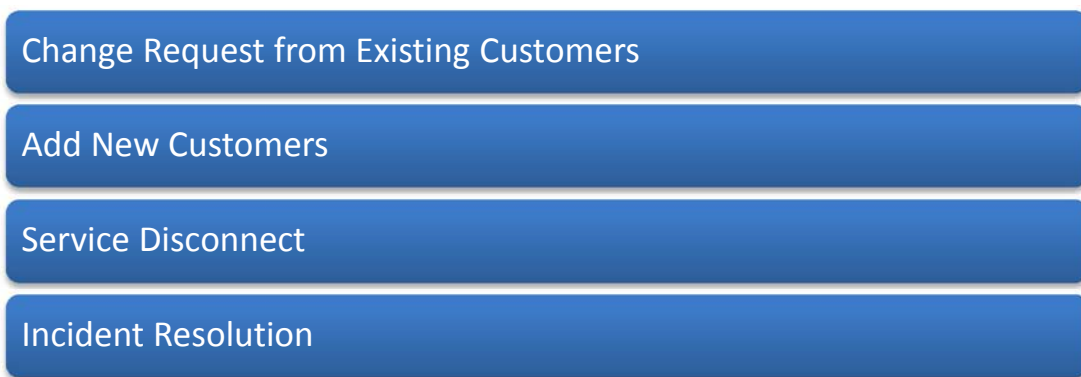 Change Request from Existing Customers
Add New Customers
Service Disconnect
Incident Resolution